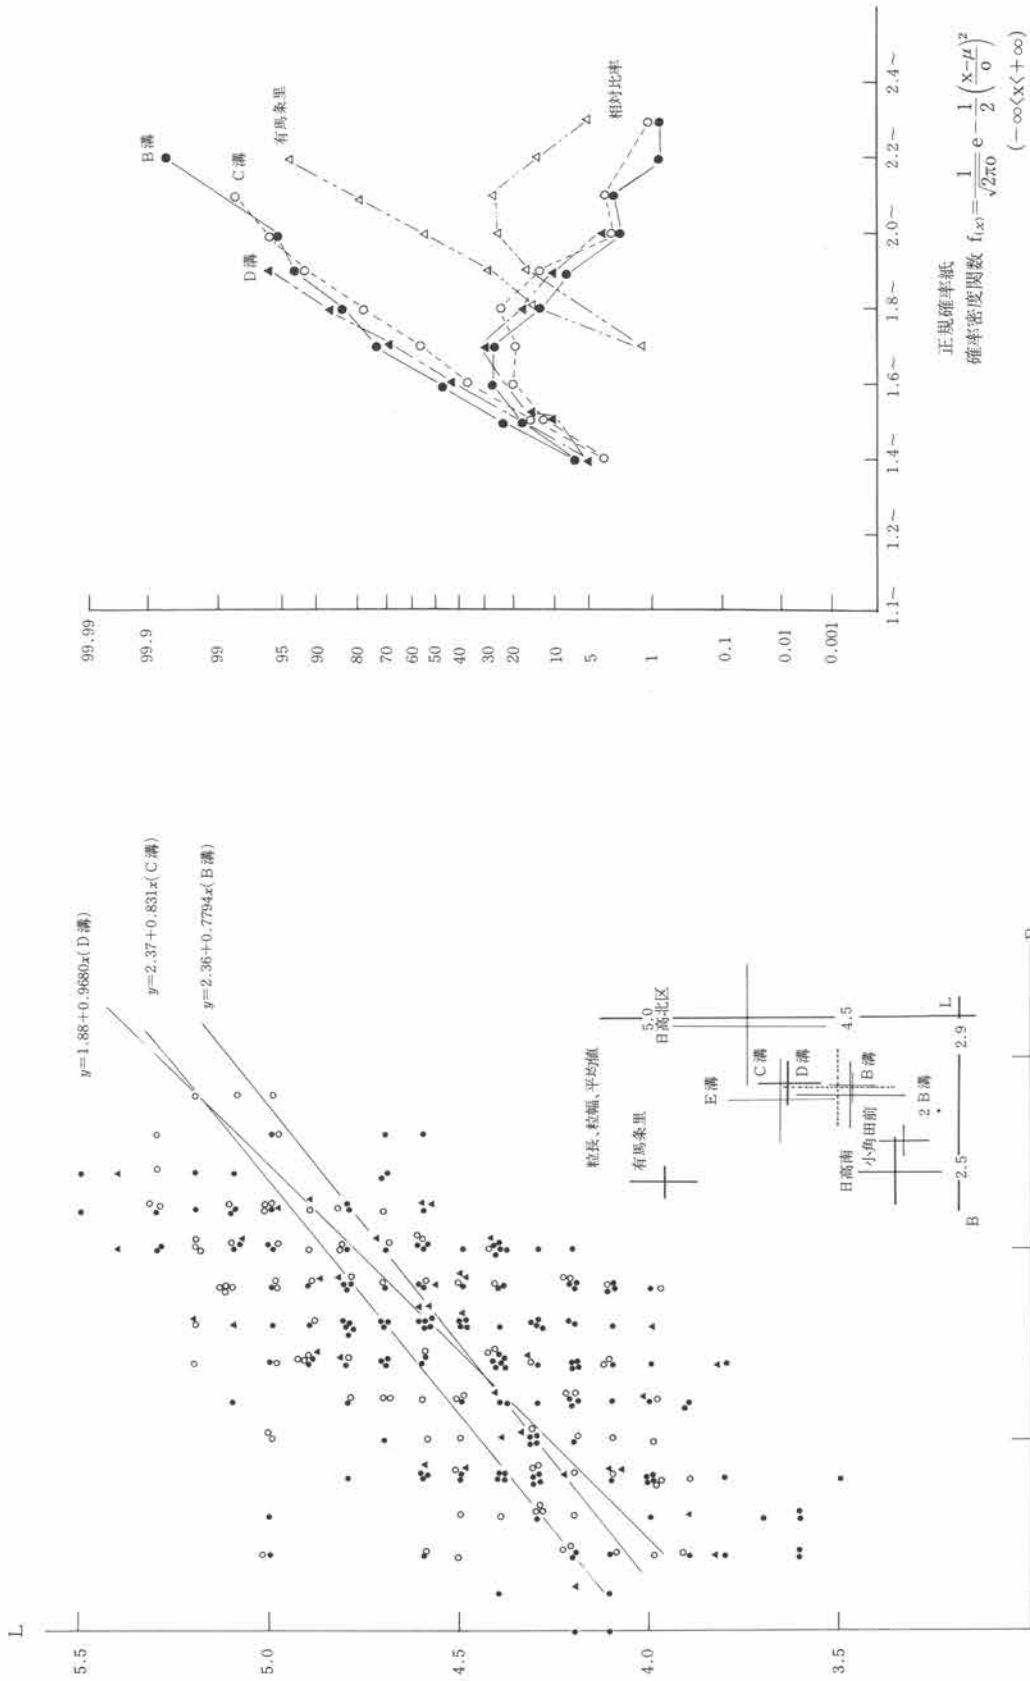 L
5.5
5.0
4.5
4.0
3.5
y=1.88+0.9680x(D溝)
y=2.37+0.831x(C溝)
y=2.36+0.7794x(B溝)
粒長、粒幅、平均値
有馬条里
日高北区
5.0
4.5
L
E溝
C溝
D溝
B溝
2B溝
小角田前
日高南
B
2.5
2.9
99.99
99.9
99
95
90
80
70
60
50
40
30
20
10
5
1
0.1
0.01
0.001
B溝
C溝
D溝
有馬条里
相対比率
1.1~
1.2~
1.4~
1.6~
1.8~
2.0~
2.2~
2.4~
正規確率紙
確率密度関数 f(x)=1/√2πo e-1/2(x-μ/o)2
(-∞<x<+∞)